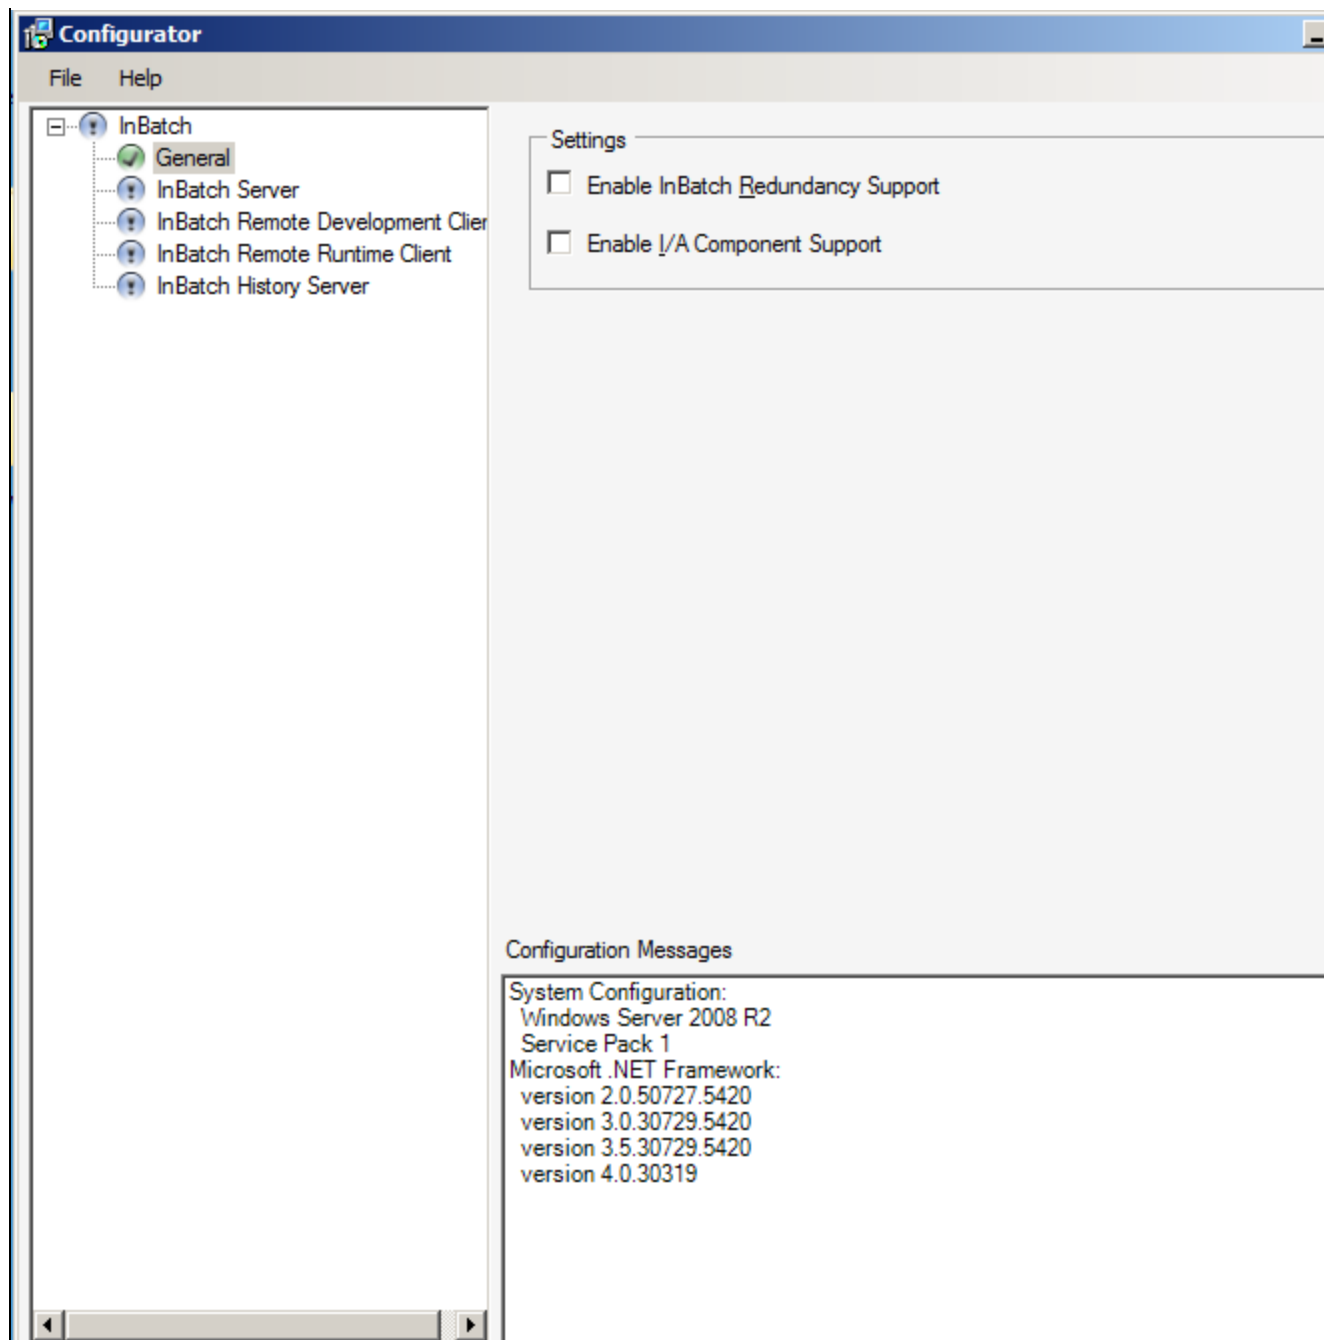 Configurator
File Help
InBatch
General
InBatch Server
InBatch Remote Development
InBatch Remote Runtime Client
InBatch History Server
Settings
Enable InBatch Redundancy Support
Enable I/A Component Support
Configuration Messages
System Configuration:
Windows Server 2008 R2
Service Pack 1
Microsoft .NET Framework:
version 2.0.50727.5420
version 3.0.30729.5420
version 3.5.30729.5420
version 4.0.30319